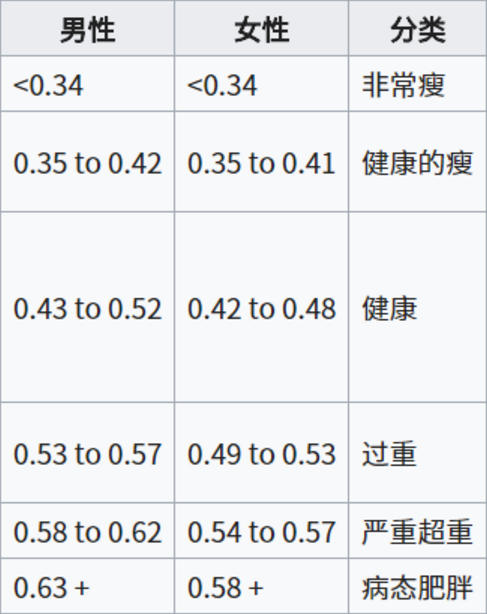 男性 女性 分类
<0.34 <0.34 非常瘦
0.35 to 0.42 0.35 to 0.41 健康的瘦
0.43 to 0.52 0.42 to 0.48 健康
0.53 to 0.57 0.49 to 0.53 过重
0.58 to 0.62 0.54 to 0.57 严重超重
0.63 + 0.58 + 病态肥胖